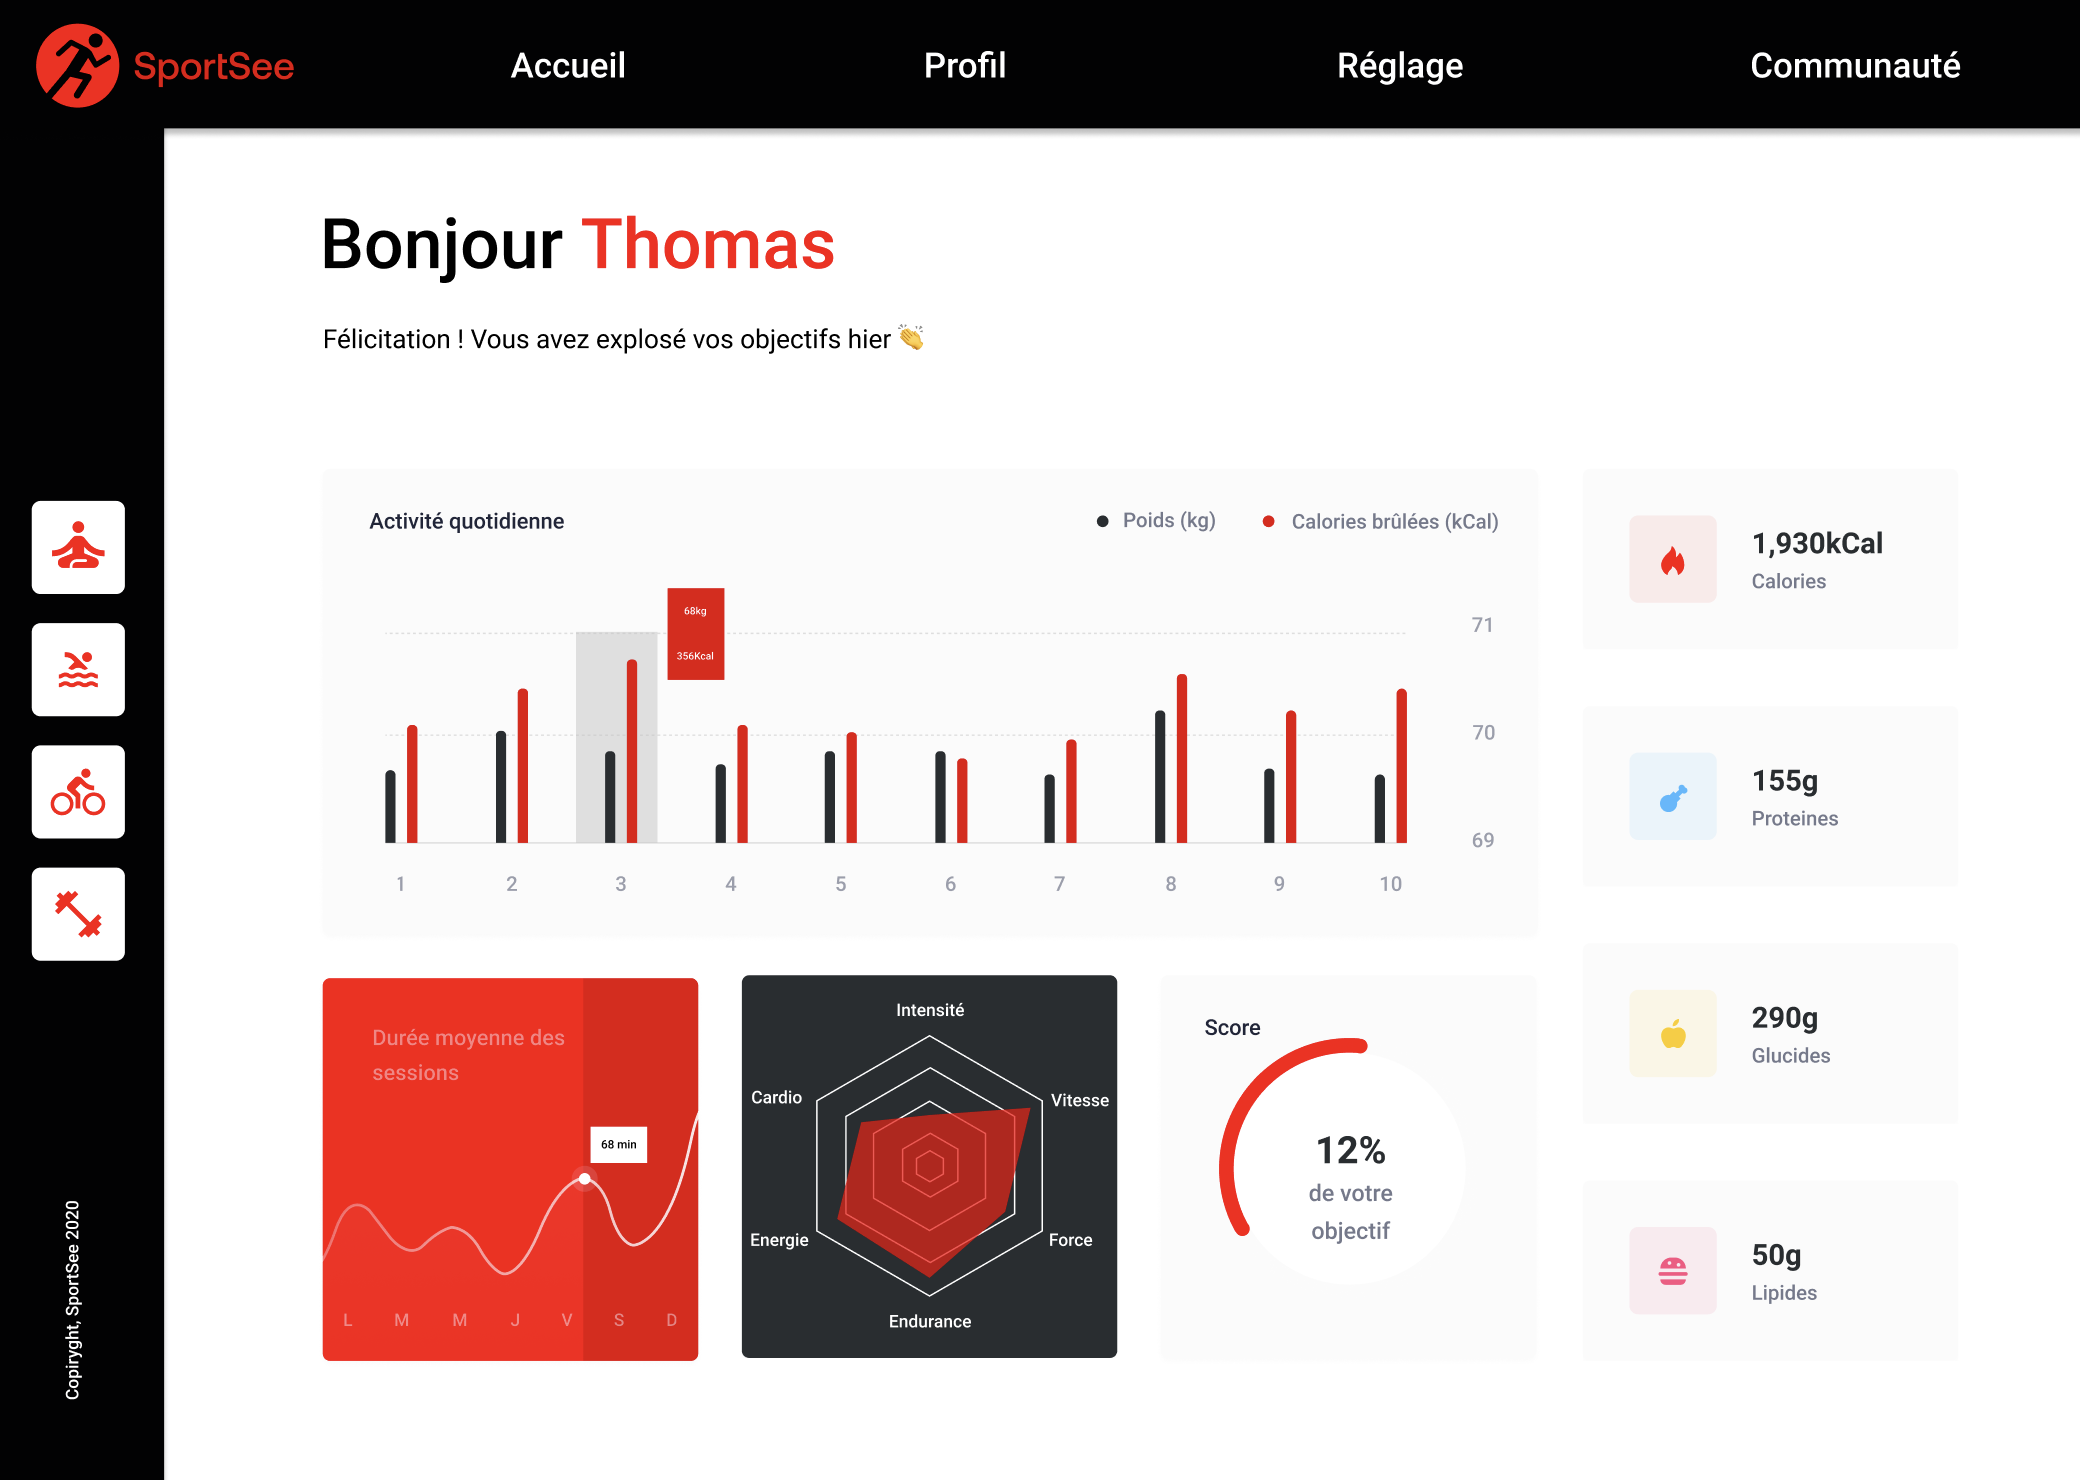 SportSee
Accueil
Profil
Réglage
Communauté
Bonjour Thomas
Félicitation ! Vous avez explosé vos objectifs hier 👏
Activité quotidienne
Poids (kg)
Calories brûlées (kCal)
68kg
356Kcal
71
70
69
1 2 3 4 5 6 7 8 9 10
1,930kCal
Calories
155g
Proteines
290g
Glucides
50g
Lipides
Durée moyenne des
sessions
68 min
L M M J V S D
Intensité
Cardio
Vitesse
Energie
Force
Endurance
Score
12%
de votre
objectif
Copiryght, SportSee 2020